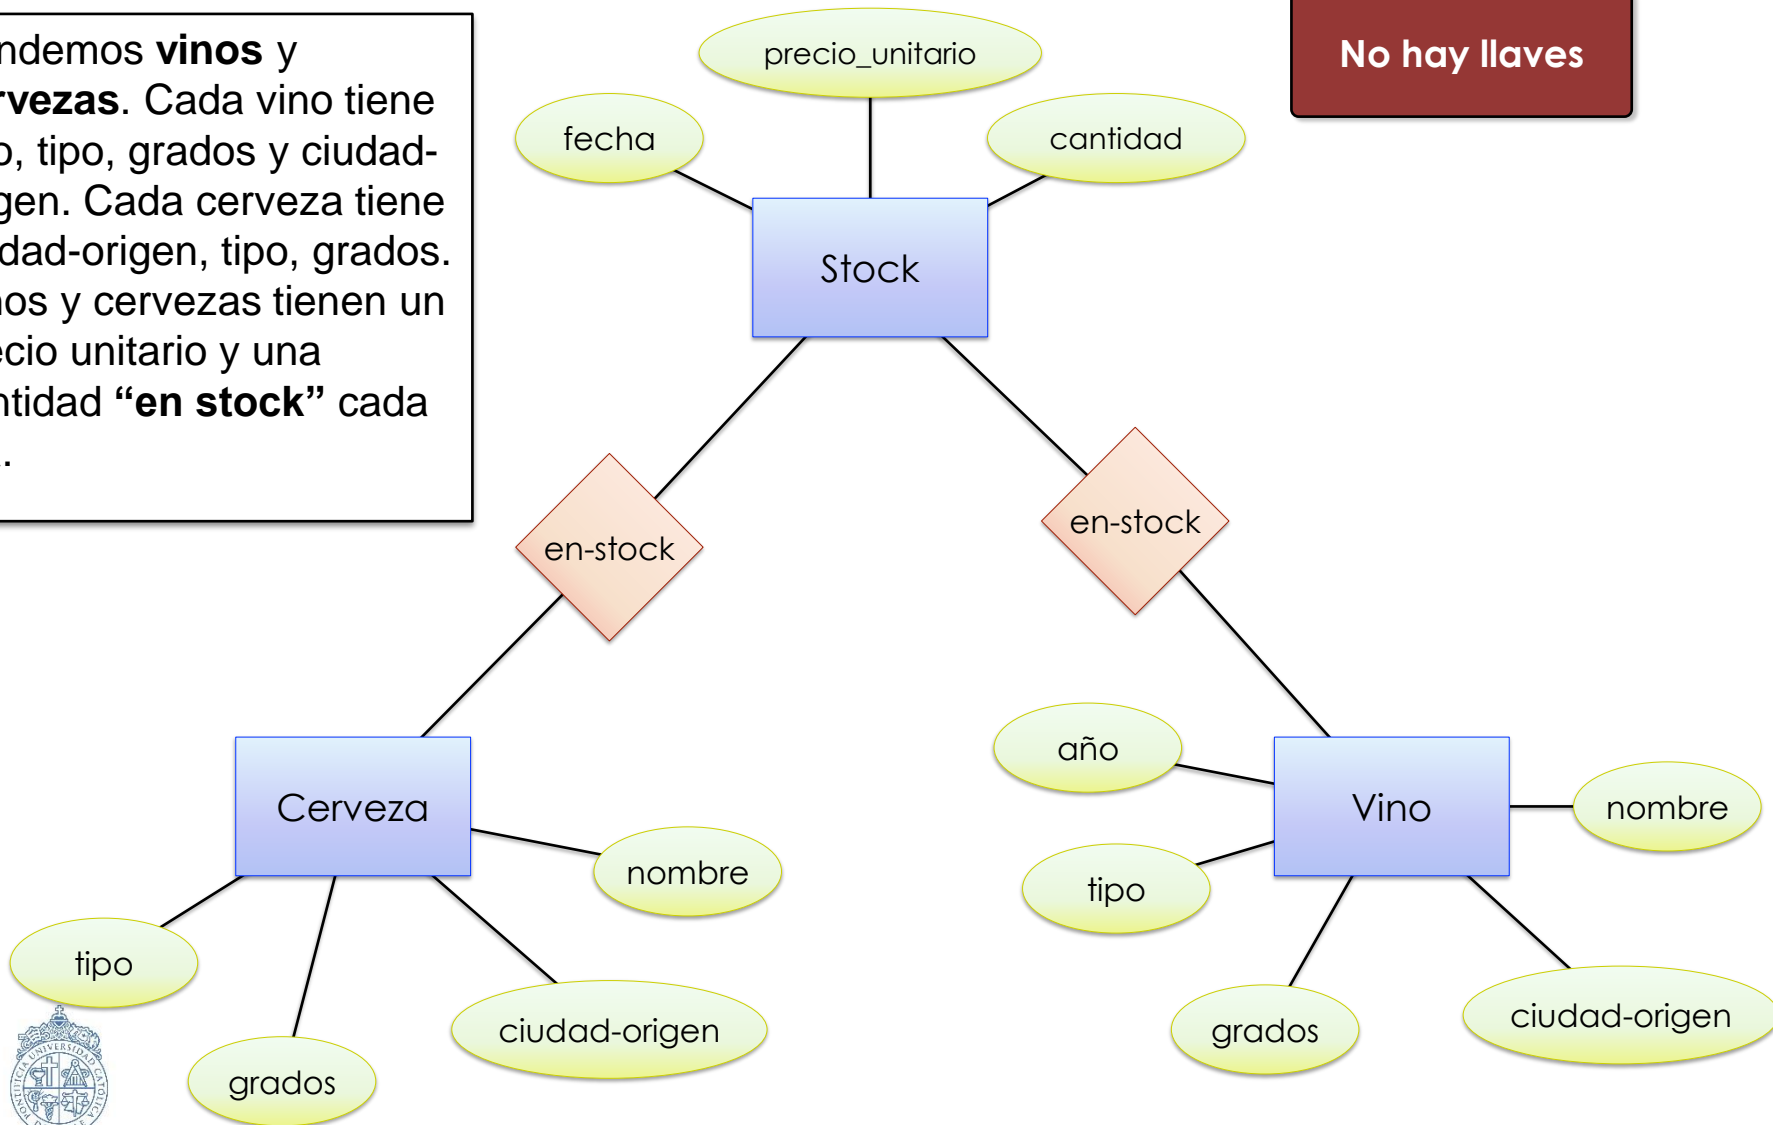 ndemos vinos y
rvezas. Cada vino tiene
o, tipo, grados y ciudad-
gen. Cada cerveza tiene
dad-origen, tipo, grados.
nos y cervezas tienen un
ecio unitario y una
ntidad “en stock” cada
.
No hay llaves
precio_unitario
fecha
cantidad
Stock
en-stock
en-stock
Cerveza
nombre
tipo
grados
ciudad-origen
año
Vino
nombre
tipo
grados
ciudad-origen